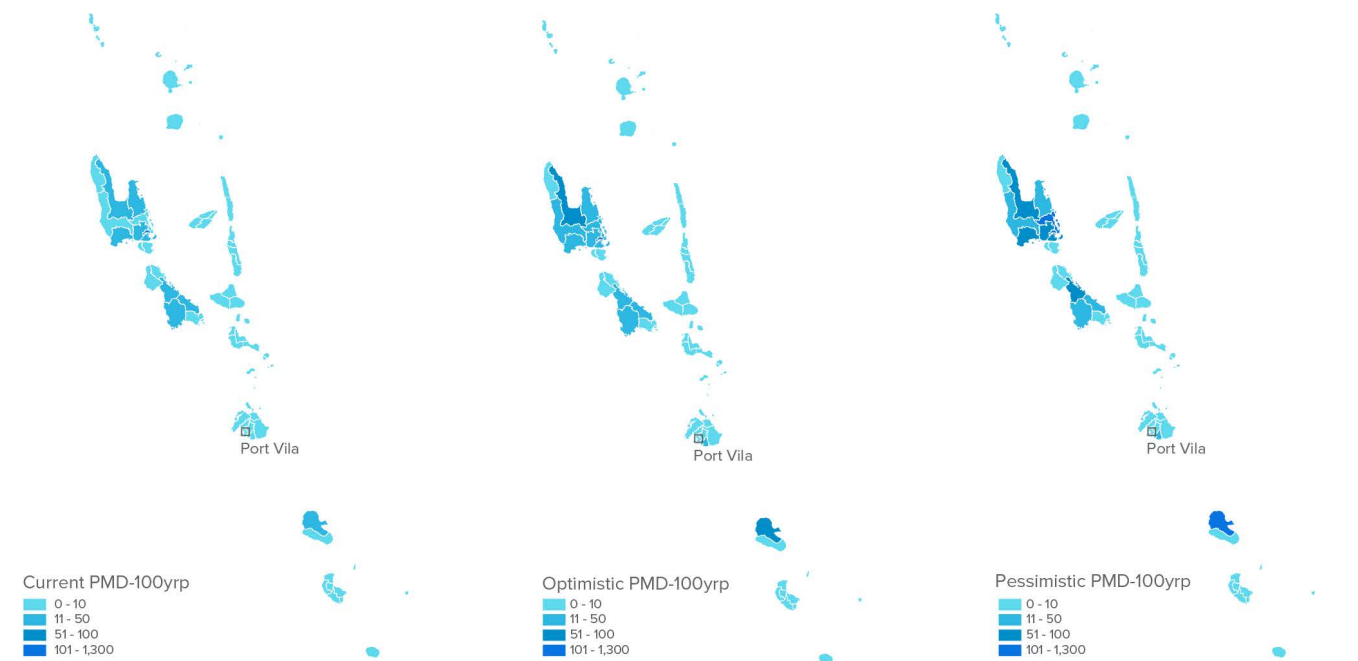 Port Vila
Current PMD-100yrp
0 - 10
11 - 50
51 - 100
101 - 1,300
Port Vila
Optimistic PMD-100yrp
0 - 10
11 - 50
51 - 100
101 - 1,300
Port Vila
Pessimistic PMD-100yrp
0 - 10
11 - 50
51 - 100
101 - 1,300